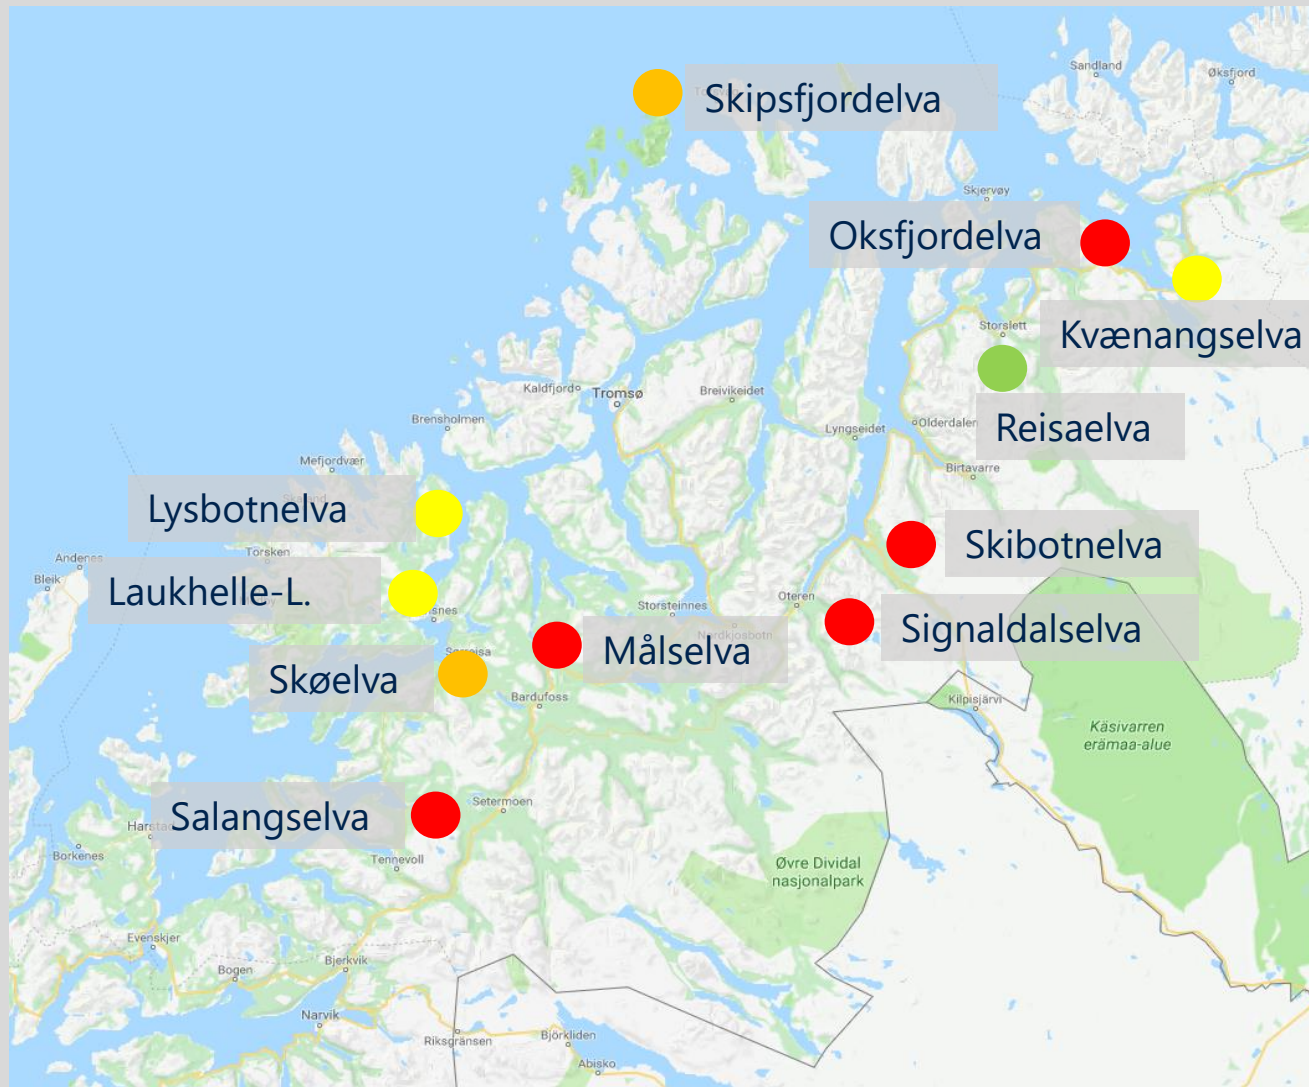 Sandland
Øksfjord
Skipsfjordelva
Skjervøy
Oksfjordelva
Storslett
Kvænangselva
Kaldfjord
Tromsø
Breivikeidet
Reisaelva
Brensholmen
Lyngseidet
Olderdalen
Mefjordvær
Birtavarre
Lysbotnelva
Torsken
Skibotnelva
Andenes
Bleik
Laukhelle-L.
Oteren
Storsteinnes
Signaldalselva
Nordkjosbotn
Målselva
Skøelva
Bardufoss
Kilpisjärvi
Käsivarren
erämaa-alue
Setermoen
Salangselva
Borkenes
Tennevoll
Øvre Dividal
nasjonalpark
Evenskjer
Bogen
Bjerkvik
Narvik
Riksgränsen
Björkliden
Abisko